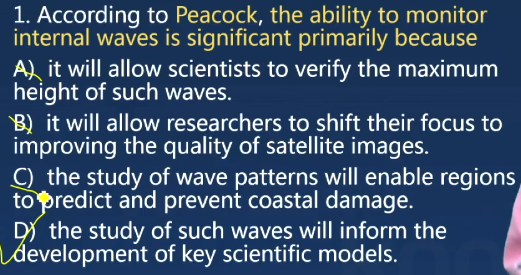 1. According to Peacock, the ability to monitor
internal waves is significant primarily because
A) it will allow scientists to verify the maximum
height of such waves.
B) it will allow researchers to shift their focus to
improving the quality of satellite images.
C) the study of wave patterns will enable regions
to predict and prevent coastal damage.
D) the study of such waves will inform the
development of key scientific models.